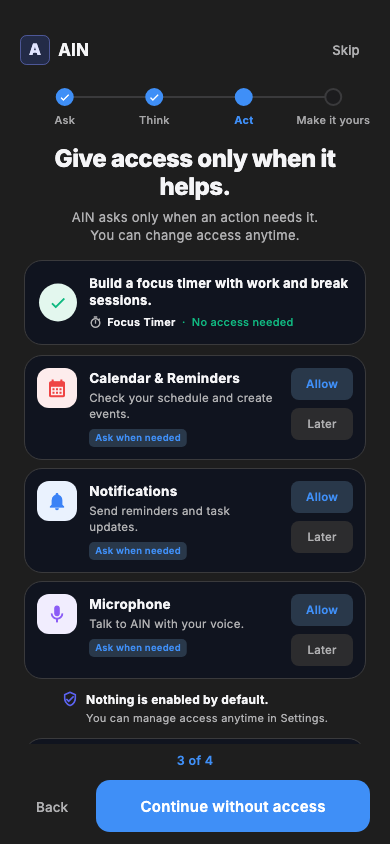 A AIN
Skip
Ask Think Act Make it yours
Give access only when it
helps.
AIN asks only when an action needs it.
You can change access anytime.
Build a focus timer with work and break
sessions.
Focus Timer · No access needed
Calendar & Reminders
Check your schedule and create
events.
Ask when needed
Allow
Later
Notifications
Send reminders and task
updates.
Ask when needed
Allow
Later
Microphone
Talk to AIN with your voice.
Ask when needed
Allow
Later
Nothing is enabled by default.
You can manage access anytime in Settings.
3 of 4
Back
Continue without access